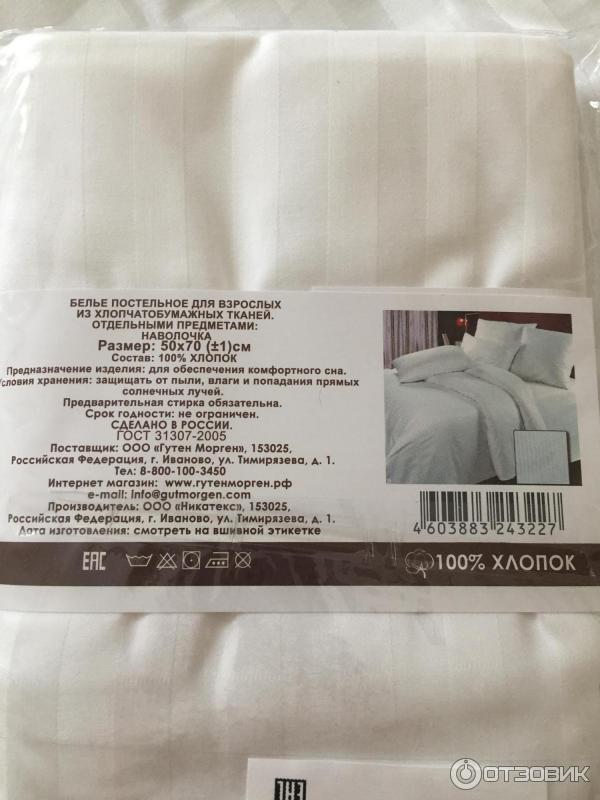 БЕЛЬЕ ПОСТЕЛЬНОЕ ДЛЯ ВЗРОСЛЫХ
ИЗ ХЛОПЧАТОБУМАЖНЫХ ТКАНЕЙ.
ОТДЕЛЬНЫМИ ПРЕДМЕТАМИ:
НАВОЛОЧКА
Размер: 50х70 (±1)см
Состав: 100% ХЛОПОК
Предназначение изделия: для обеспечения комфортного сна.
Условия хранения: защищать от пыли, влаги и попадания прямых
солнечных лучей.
Предварительная стирка обязательна.
Срок годности: не ограничен.
СДЕЛАНО В РОССИИ.
ГОСТ 31307-2005
Поставщик: ООО «Гутен Морген», 153025,
Российская Федерация, г. Иваново, ул. Тимирязева, д. 1.
Тел: 8-800-100-3450
Интернет магазин: www.гутенморген.рф
e-mail: info@gutmorgen.com
Производитель: ООО «Никатекс», 153025,
Российская Федерация, г. Иваново, ул. Тимирязева, д. 1.
Дата изготовления: смотреть на вшивной этикетке
4603883243227
ЕАС
100% ХЛОПОК
ОТЗОВИК